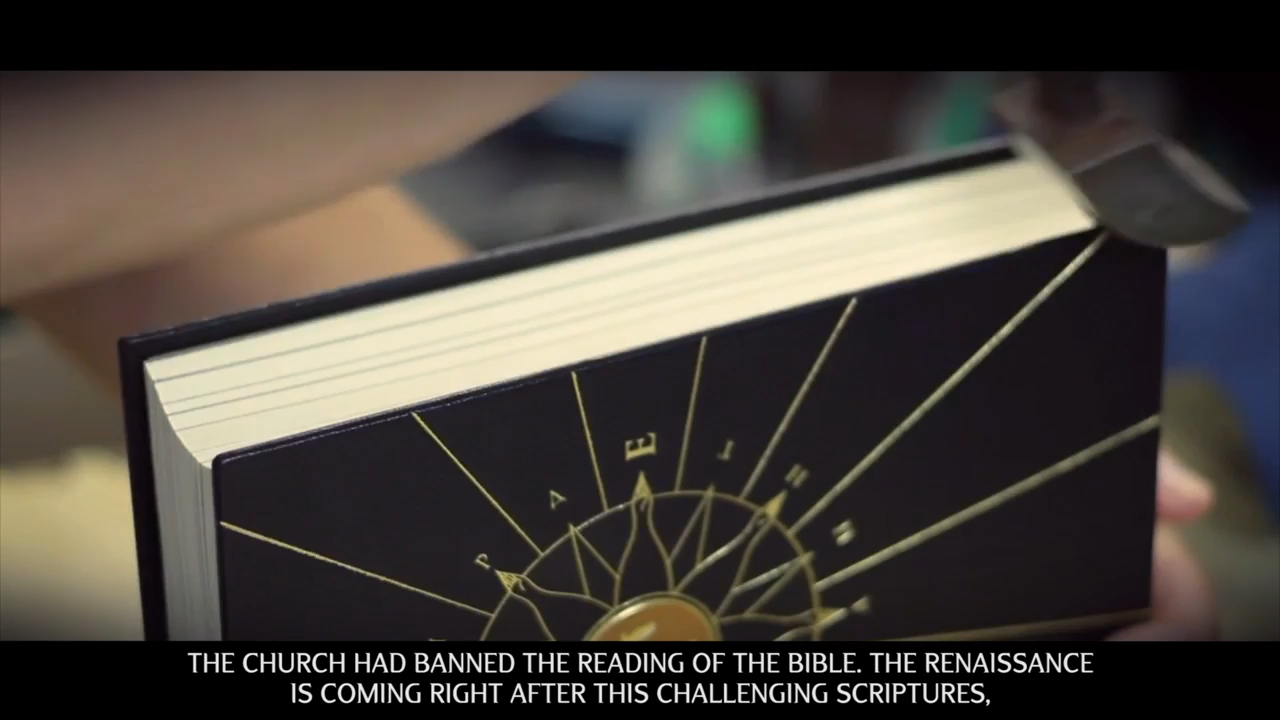 E
THE CHURCH HAD BANNED THE READING OF THE BIBLE. THE RENAISSANCE
IS COMING RIGHT AFTER THIS CHALLENGING SCRIPTURES,